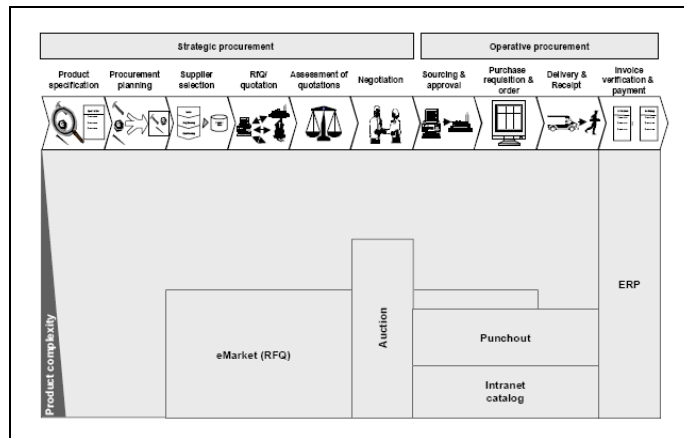 Strategic procurement
Operative procurement
Product
specification
Procurement
planning
Supplier
selection
RfQ/
quotation
Assessment of
quotations
Negotiation
Sourcing &
approval
Purchase
requisition &
order
Delivery &
Receipt
Invoice
verification &
payment
Product complexity
eMarket (RFQ)
Auction
Punchout
Intranet
catalog
ERP